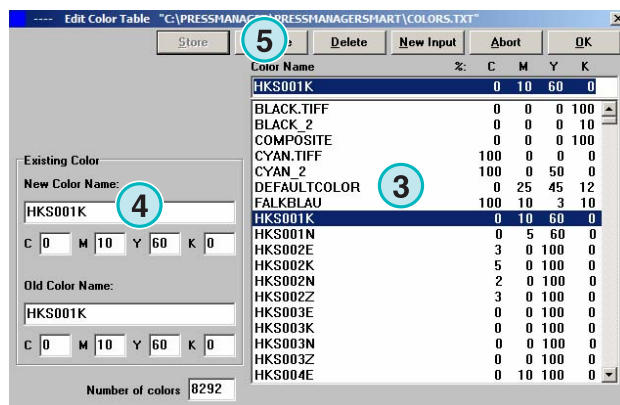 ---- Edit Color Table "C:\PRESSMANAGER\PRESSMANAGERSMART\COLORS.TXT"
Store 5 Delete New Input Abort OK
Color Name %: C M Y K
HKS001K 0 10 60 0
BLACK.TIFF 0 0 0 100
BLACK_2 0 0 0 10
COMPOSITE 0 0 0 100
CYAN.TIFF 100 0 0 0
CYAN_2 100 0 50 0
DEFAULTCOLOR 3 0 25 45 12
FALKBLAU 100 10 3 10
HKS001K 0 10 60 0
HKS001N 0 5 60 0
HKS002E 3 0 100 0
HKS002K 5 0 100 0
HKS002N 2 0 100 0
HKS002Z 3 0 100 0
HKS003E 0 0 100 0
HKS003K 0 0 100 0
HKS003N 0 0 100 0
HKS003Z 0 0 100 0
HKS004E 0 10 100 0
Existing Color
New Color Name:
HKS001K 4
C 0 M 10 Y 60 K 0
Old Color Name:
HKS001K
C 0 M 10 Y 60 K 0
Number of colors 8292